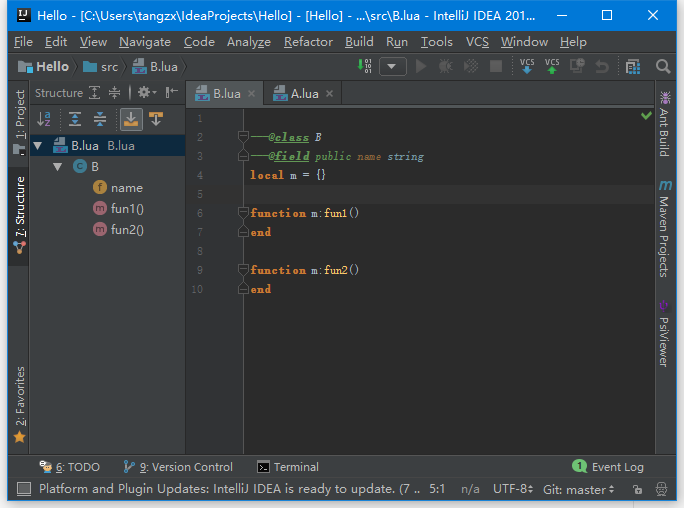 Hello - [C:\Users\tangzx\IdeaProjects\Hello] - [Hello] - ...\src\B.lua - IntelliJ IDEA 201...
File Edit View Navigate Code Analyze Refactor Build Run Tools VCS Window Help
Hello src B.lua VCS VCS
1: Project
7: Structure
2: Favorites
Structure
B.lua B.lua
B
f name
m fun1()
m fun2()
B.lua A.lua
1
2 ---@class B
3 ---@field public name string
4 local m = {}
5
6 function m:fun1()
7 end
8
9 function m:fun2()
10 end
Ant Build
m Maven Projects
PsiViewer
6: TODO 9: Version Control Terminal 1 Event Log
Platform and Plugin Updates: IntelliJ IDEA is ready to update. (7 .. 5:1 n/a UTF-8 Git: master